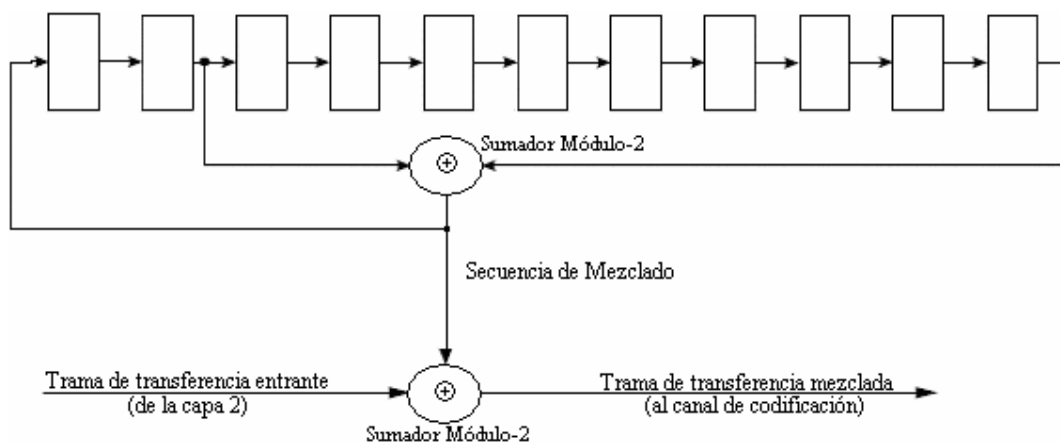 Sumador Módulo-2
Secuencia de Mezclado
Trama de transferencia entrante
(de la capa 2)
Trama de transferencia mezclada
(al canal de codificación)
Sumador Módulo-2